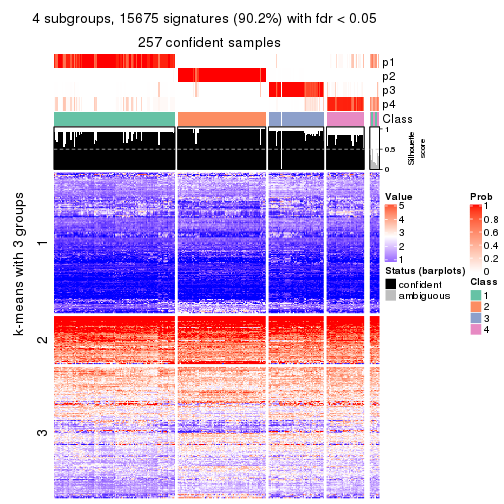 4 subgroups, 15675 signatures (90.2%) with fdr < 0.05
257 confident samples
p1
p2
p3
p4
Class
1
0.5
0
Silhouette
score
k-means with 3 groups
1
2
3
Value
5
4
3
2
1
Status (barplots)
confident
ambiguous
Prob
1
0.8
0.6
0.4
0.2
0
Class
1
2
3
4